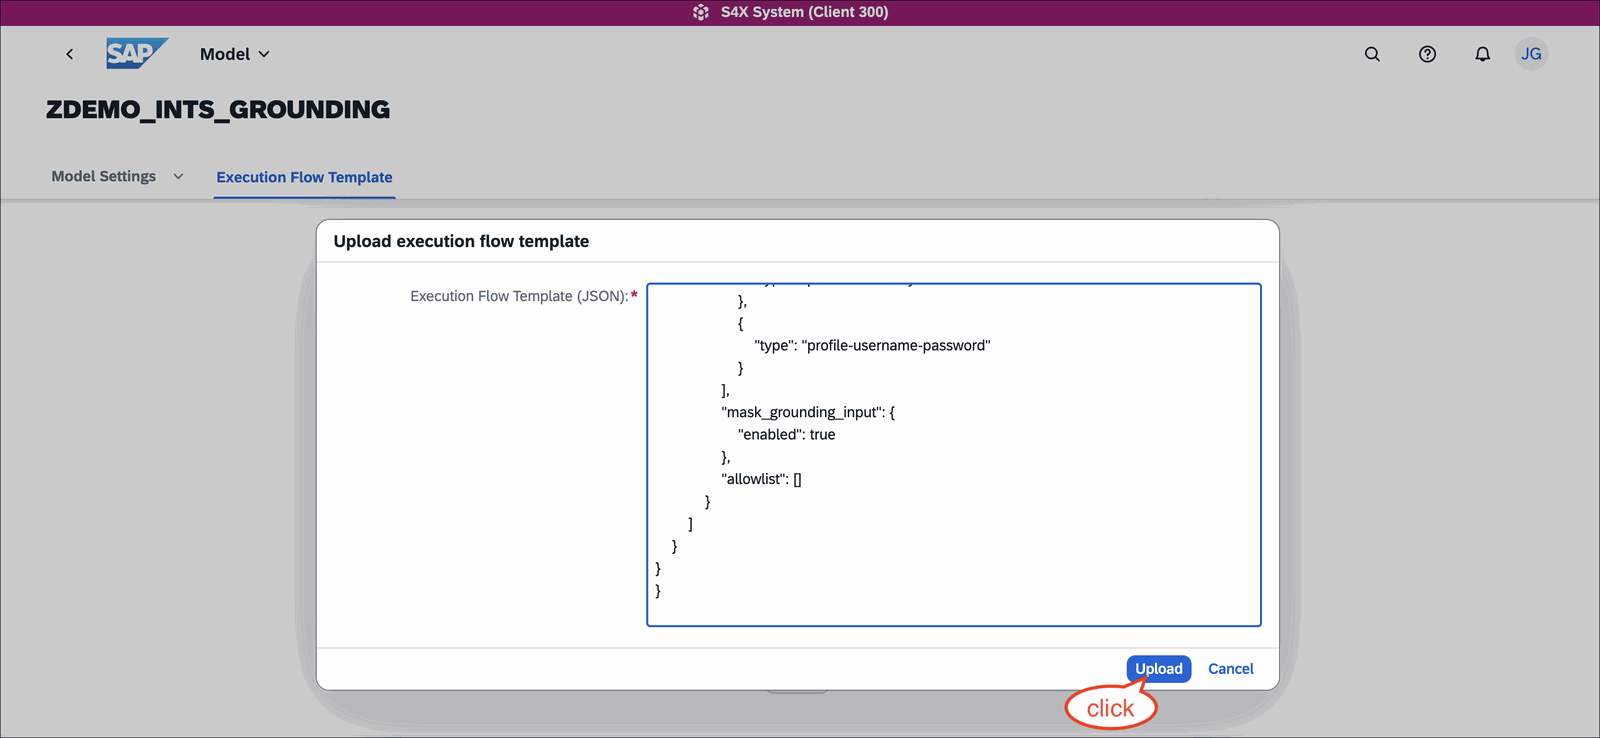 S4X System (Client 300)
SAP
Model
JG
ZDEMO_INTS_GROUNDING
Model Settings
Execution Flow Template
Upload execution flow template
Execution Flow Template (JSON):*
},
{
"type": "profile-username-password"
}
],
"mask_grounding_input": {
"enabled": true
},
"allowlist": []
}
]
}
}
}
Upload
Cancel
click